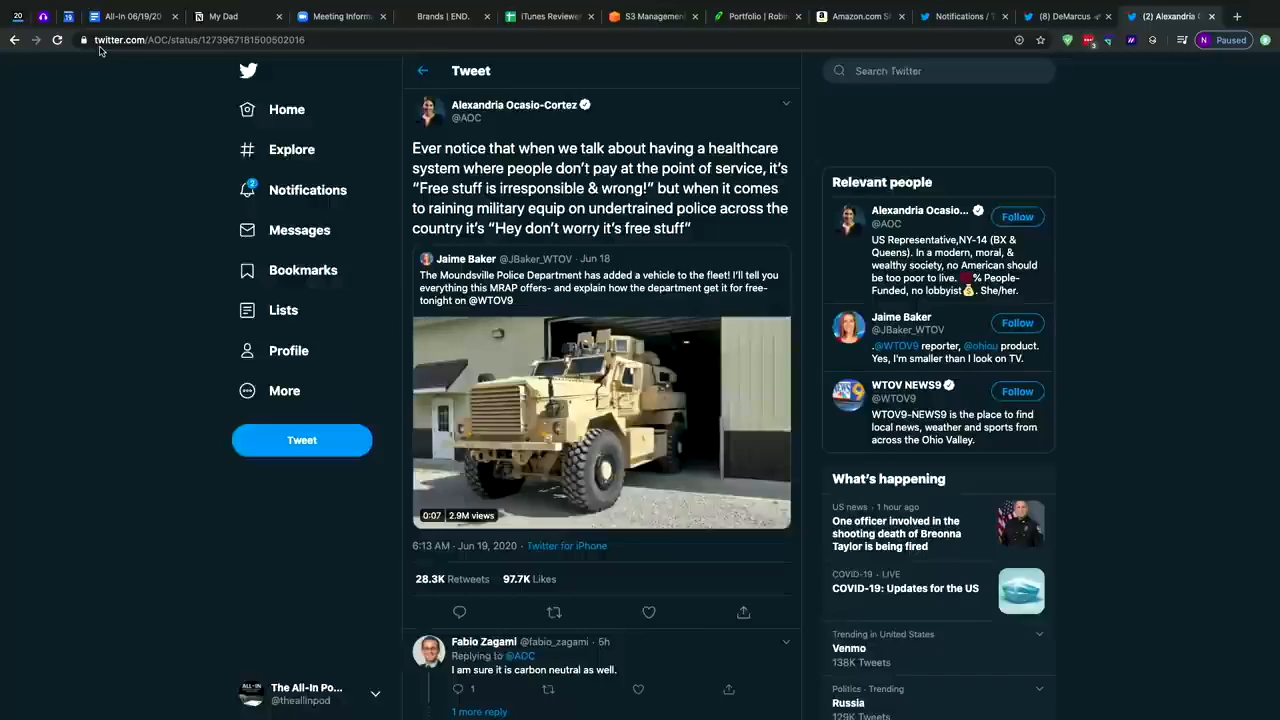 20
19
All-In 06/19/20
My Dad
Meeting Inform
Brands | END.
iTunes Reviewe
S3 Management
Portfolio | Robin
Amazon.com S
Notifications / T
(8) DeMarcus
(2) Alexandria
twitter.com/AOC/status/1273967181500502016
3
N Paused
Tweet
Search Twitter
Home
Explore
2
Notifications
Messages
Bookmarks
Lists
Profile
More
Tweet
The All-In Po...
@theallinpod
Alexandria Ocasio-Cortez
@AOC
Ever notice that when we talk about having a healthcare
system where people don't pay at the point of service, it's
"Free stuff is irresponsible & wrong!" but when it comes
to raining military equip on undertrained police across the
country it's "Hey don't worry it's free stuff"
Jaime Baker @JBaker_WTOV · Jun 18
The Moundsville Police Department has added a vehicle to the fleet! I'll tell you
everything this MRAP offers- and explain how the department get it for free-
tonight on @WTOV9
0:07 2.9M views
6:13 AM · Jun 19, 2020 · Twitter for iPhone
28.3K Retweets 97.7K Likes
Fabio Zagami @fabio_zagami · 5h
Replying to @AOC
I am sure it is carbon neutral as well.
1
1 more reply
Relevant people
Alexandria Ocasio...
@AOC
Follow
US Representative,NY-14 (BX &
Queens). In a modern, moral, &
wealthy society, no American should
be too poor to live. % People-
Funded, no lobbyist. She/her.
Jaime Baker
@JBaker_WTOV
Follow
.@WTOV9 reporter, @ohiou product.
Yes, I'm smaller than I look on TV.
WTOV NEWS9
@WTOV9
Follow
WTOV9-NEWS9 is the place to find
local news, weather and sports from
across the Ohio Valley.
What's happening
US news · 1 hour ago
One officer involved in the
shooting death of Breonna
Taylor is being fired
COVID-19 · LIVE
COVID-19: Updates for the US
Trending in United States
Venmo
138K Tweets
Politics · Trending
Russia
129K Tweets